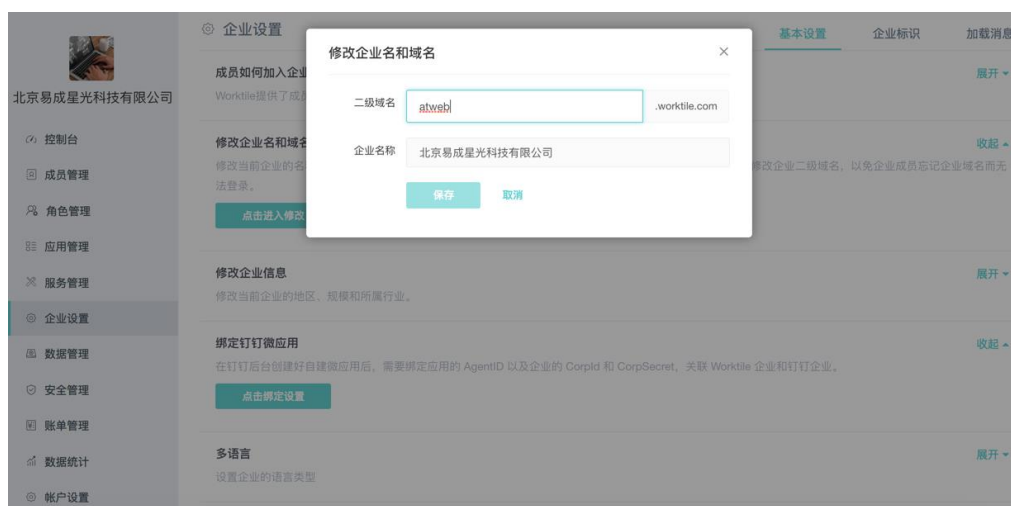 企业设置
基本设置
企业标识
加载消息
北京易成星光科技有限公司
控制台
成员管理
角色管理
应用管理
服务管理
企业设置
数据管理
安全管理
账单管理
数据统计
帐户设置
成员如何加入企业
展开
Worktile提供了成员
修改企业名和域名
收起
修改当前企业的名
修改企业二级域名，以免企业成员忘记企业域名而无
法登录。
点击进入修改
修改企业名和域名
×
二级域名
atweb
.worktile.com
企业名称
北京易成星光科技有限公司
保存
取消
修改企业信息
展开
修改当前企业的地区、规模和所属行业。
绑定钉钉微应用
收起
在钉钉后台创建好自建微应用后，需要绑定应用的 AgentID 以及企业的 CorpId 和 CorpSecret，关联 Worktile 企业和钉钉企业。
点击绑定设置
多语言
展开
设置企业的语言类型